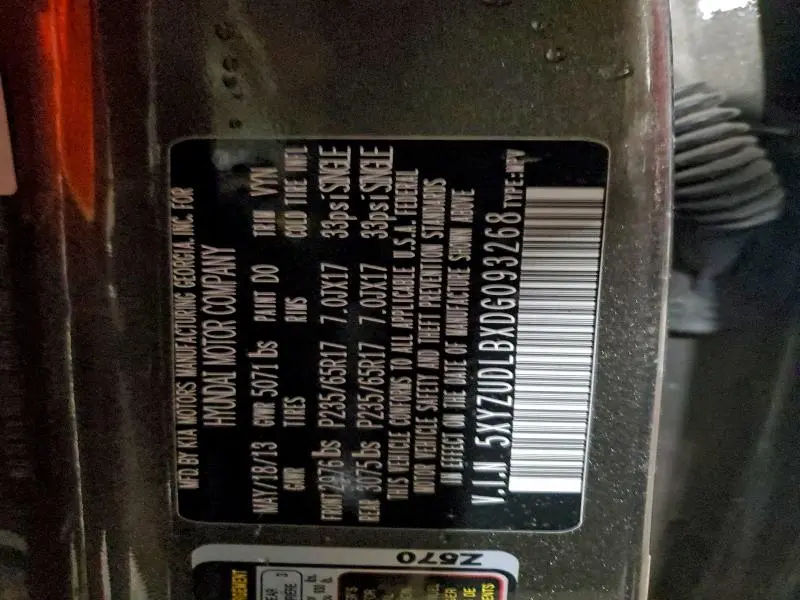 MFD.BY KIA MOTORS MANUFACTURING GEORGIA, INC. FOR
HYUNDAI MOTOR COMPANY
MAY/18/13 GVWR 5071 lbs PAINT DO TRIM VYN
GAWR TIRES RIMS COLD TIRE INFL
FRONT 2976 lbs P235/65R17 7.0JX17 33psi SINGLE
REAR 3075 lbs P235/65R17 7.0JX17 33psi SINGLE
THIS VEHICLE CONFORMS TO ALL APPLICABLE U.S.A. FEDERAL
MOTOR VEHICLE SAFETY AND THEFT PREVENTION STANDARDS
IN EFFECT ON THE DATE OF MANUFACTURE SHOWN ABOVE
V.I.N 5XYZUDLBXDG093268 TYPE:MPV
Z570